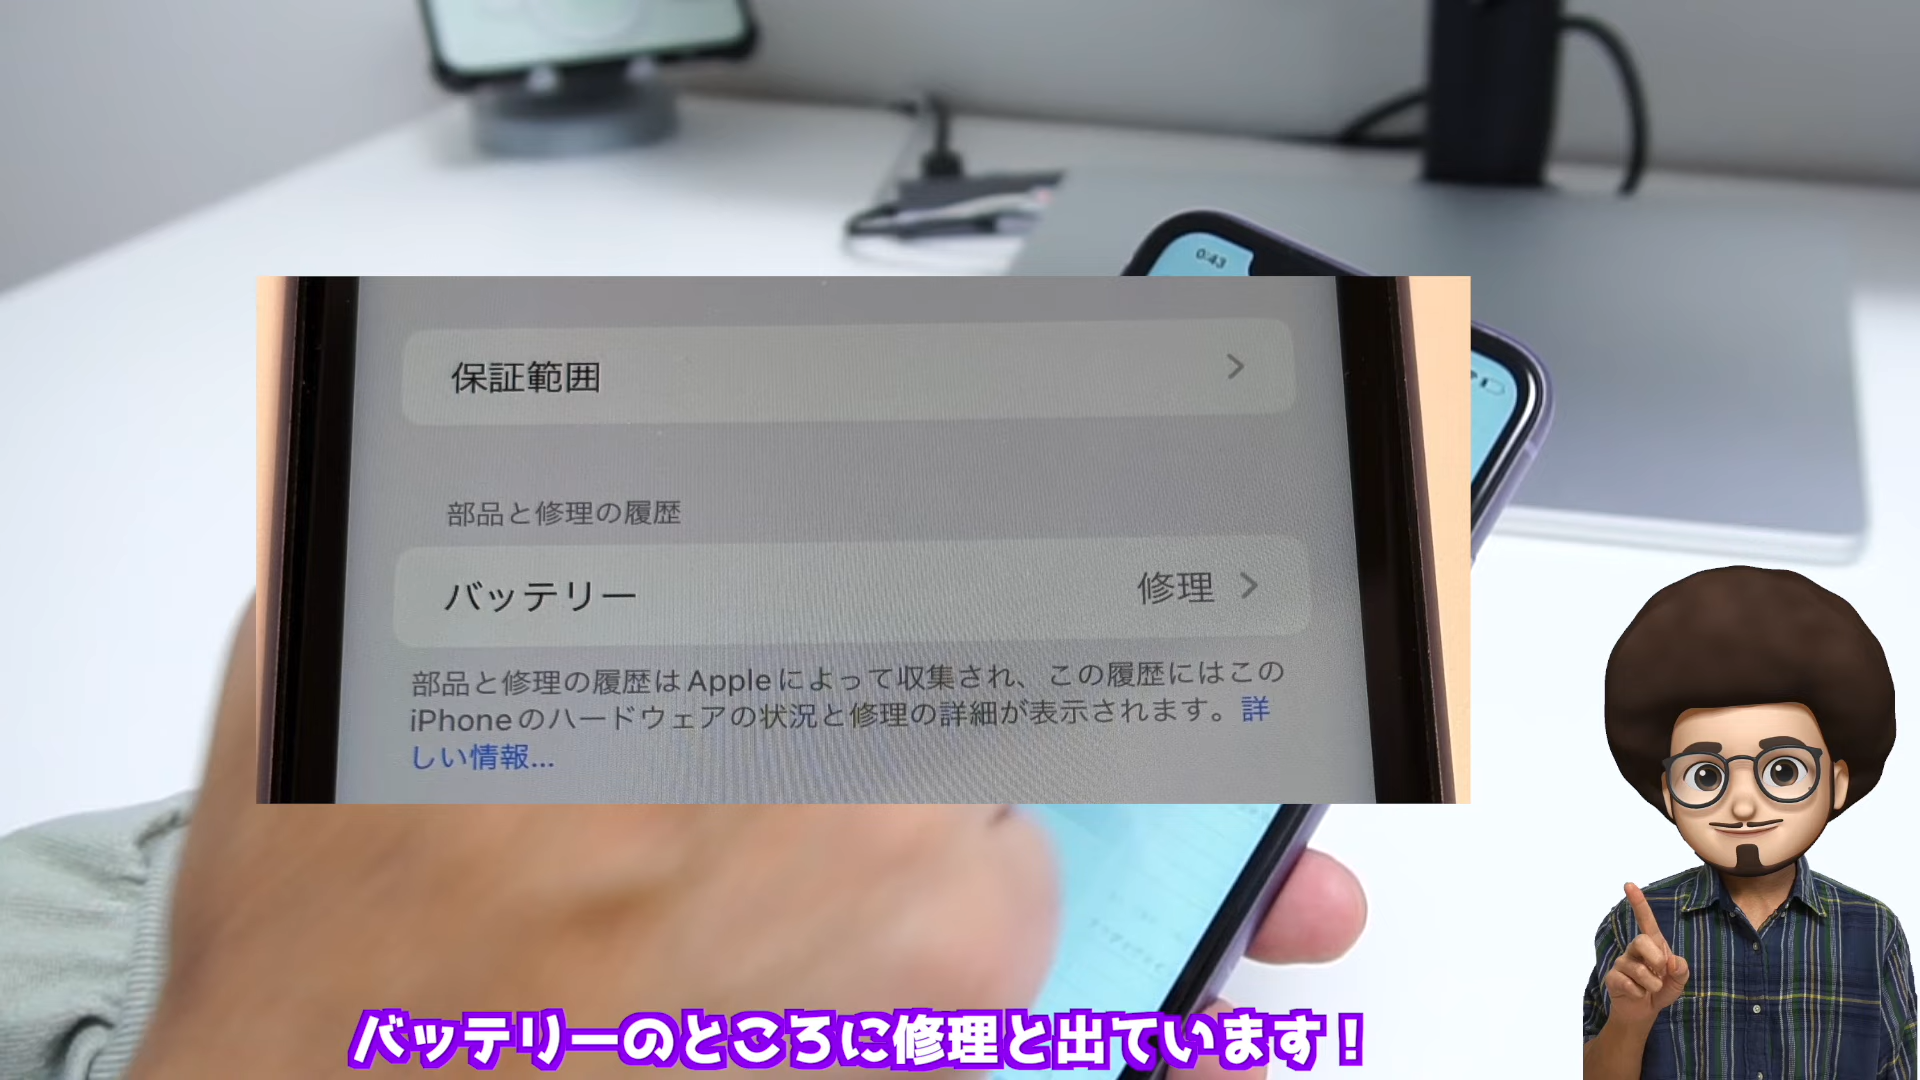 0:43
保証範囲
部品と修理の履歴
バッテリー 修理
部品と修理の履歴はAppleによって収集され、この履歴にはこの
iPhoneのハードウェアの状況と修理の詳細が表示されます。詳
しい情報...
バッテリーのところに修理と出ています!